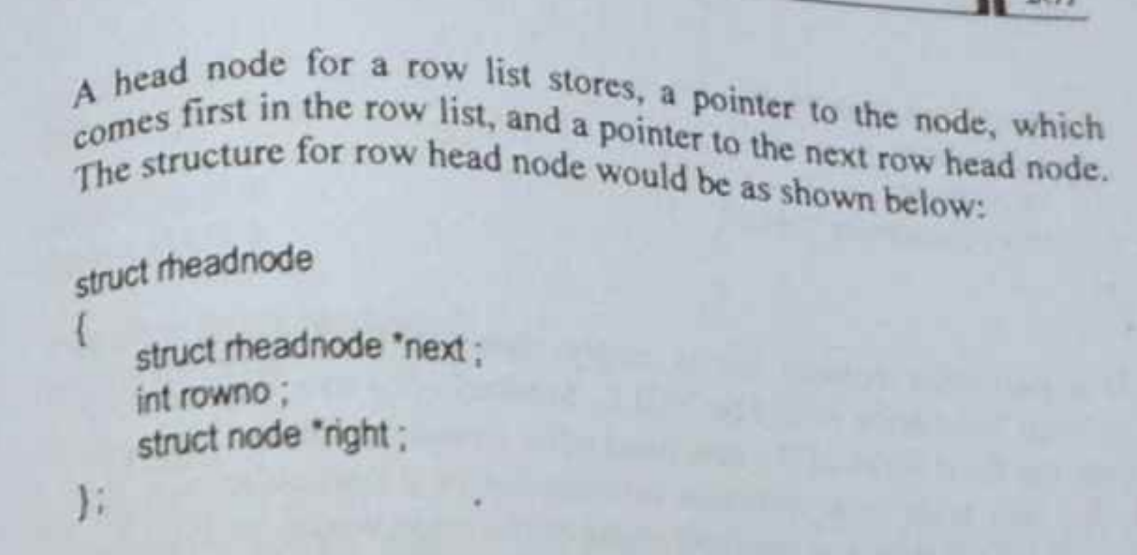 A head node for a row list stores, a pointer to the node, which
comes first in the row list, and a pointer to the next row head node.
The structure for row head node would be as shown below:
struct rheadnode
{
struct rheadnode *next ;
int rowno ;
struct node *right ;
};